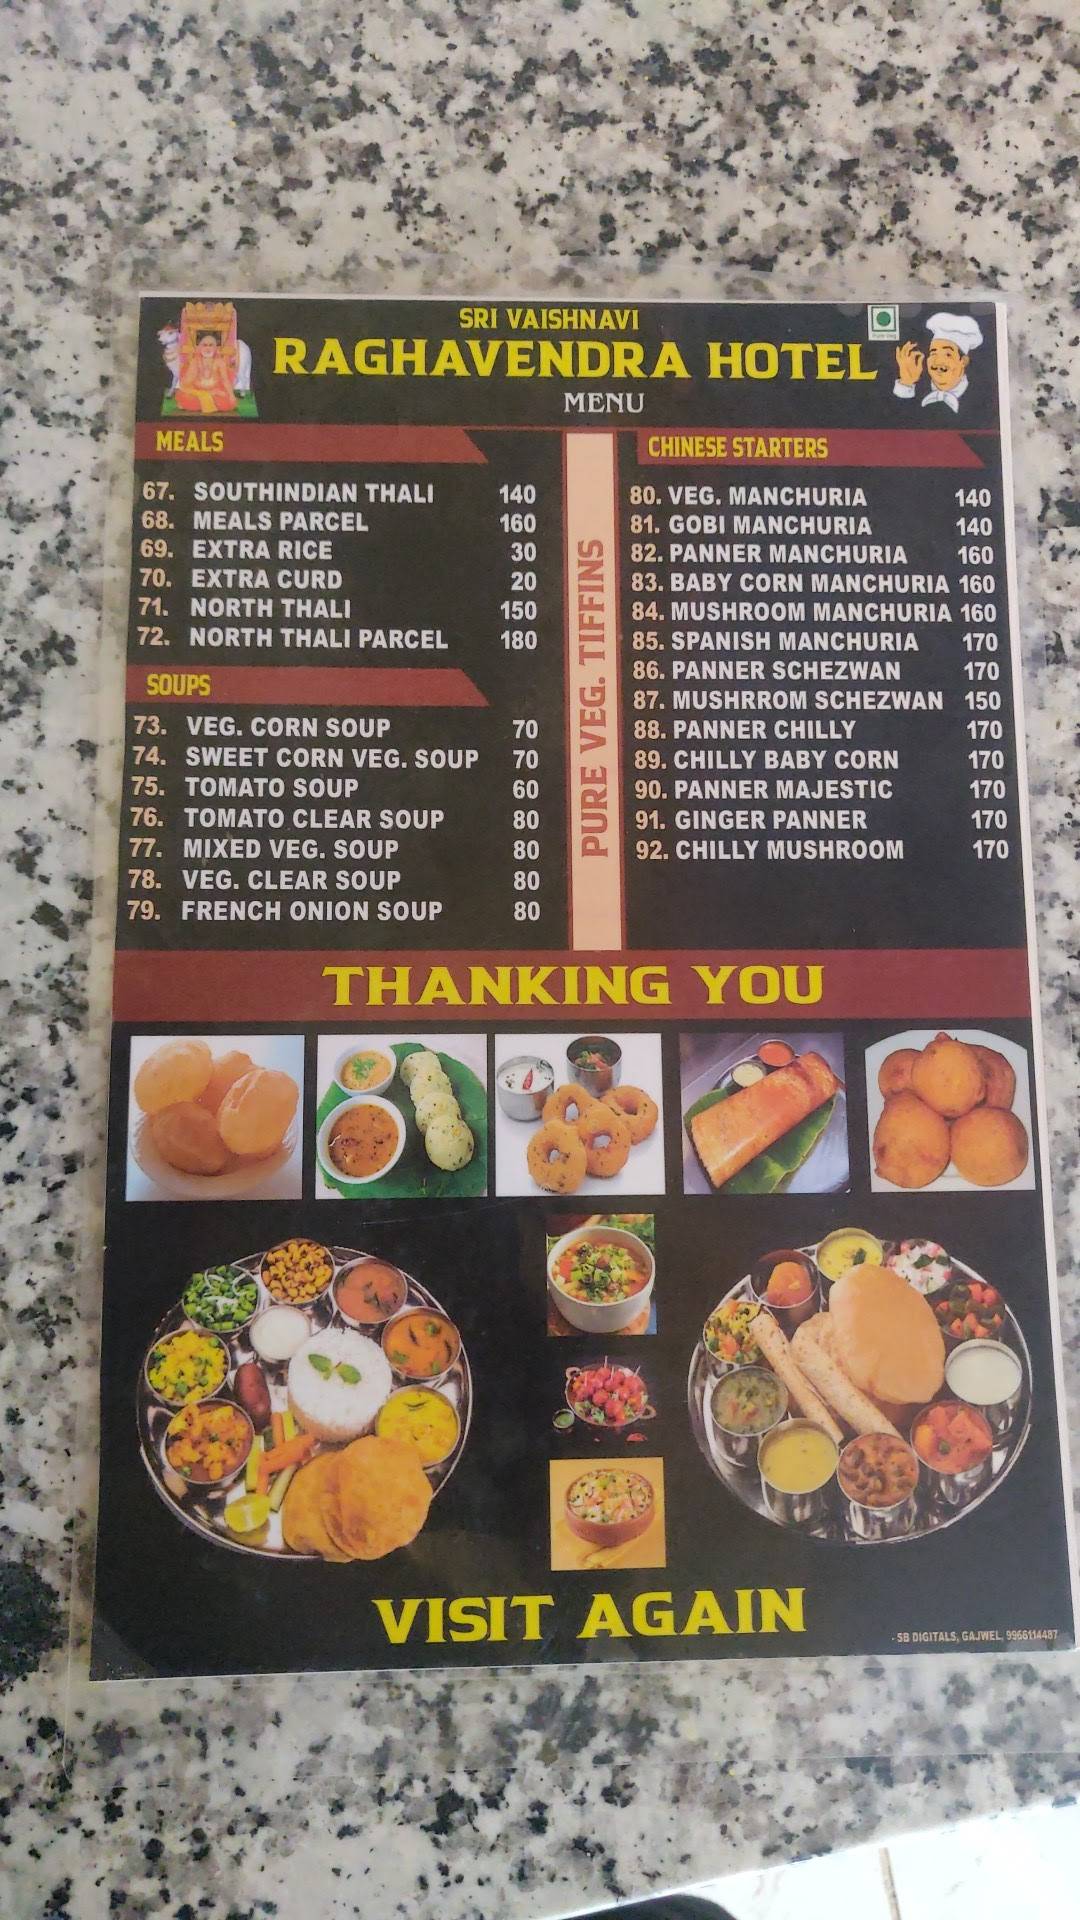 SRI VAISHNAVI
RAGHAVENDRA HOTEL
Pure Veg
MENU
MEALS
67. SOUTHINDIAN THALI 140
68. MEALS PARCEL 160
69. EXTRA RICE 30
70. EXTRA CURD 20
71. NORTH THALI 150
72. NORTH THALI PARCEL 180
SOUPS
73. VEG. CORN SOUP 70
74. SWEET CORN VEG. SOUP 70
75. TOMATO SOUP 60
76. TOMATO CLEAR SOUP 80
77. MIXED VEG. SOUP 80
78. VEG. CLEAR SOUP 80
79. FRENCH ONION SOUP 80
PURE VEG. TIFFINS
CHINESE STARTERS
80. VEG. MANCHURIA 140
81. GOBI MANCHURIA 140
82. PANNER MANCHURIA 160
83. BABY CORN MANCHURIA 160
84. MUSHROOM MANCHURIA 160
85. SPANISH MANCHURIA 170
86. PANNER SCHEZWAN 170
87. MUSHRROM SCHEZWAN 150
88. PANNER CHILLY 170
89. CHILLY BABY CORN 170
90. PANNER MAJESTIC 170
91. GINGER PANNER 170
92. CHILLY MUSHROOM 170
THANKING YOU
VISIT AGAIN
- SB DIGITALS, GAJWEL, 9966114487